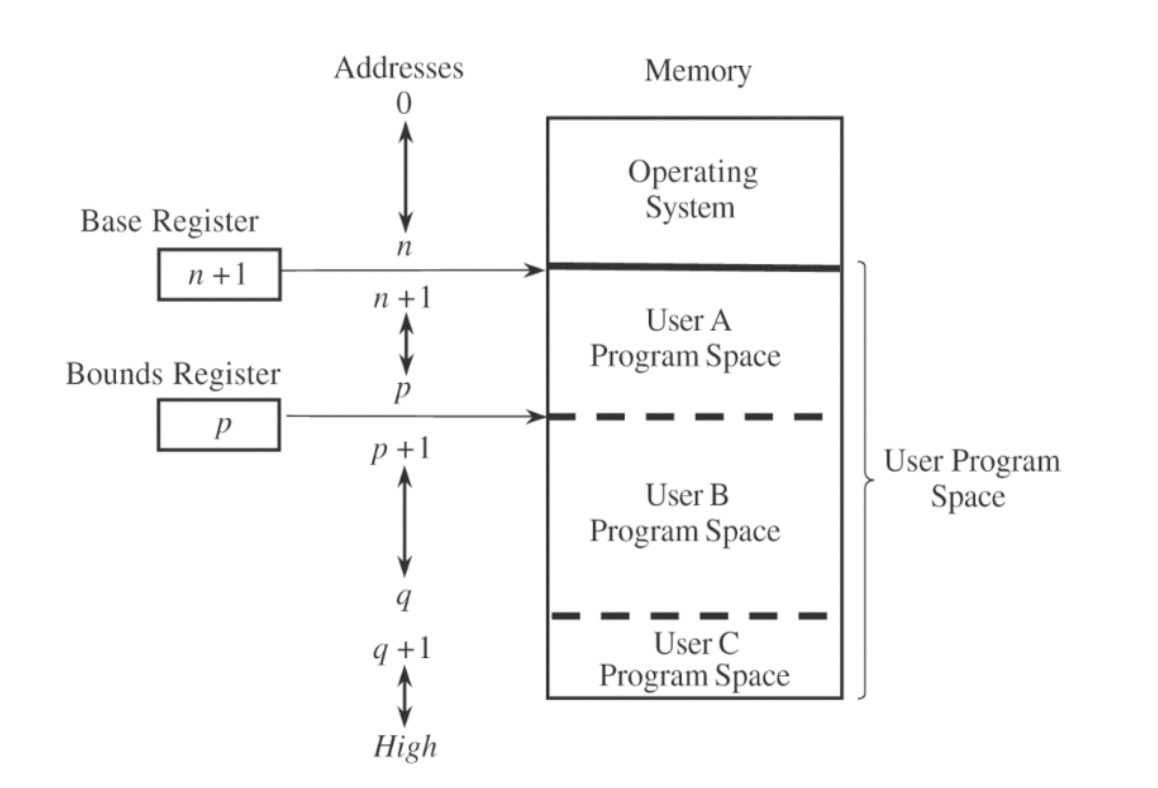 Addresses
Memory
0
Operating
System
Base Register
n
n +1
n +1
User A
Program Space
Bounds Register
p
p
p +1
User Program
Space
User B
Program Space
q
q +1
User C
Program Space
High